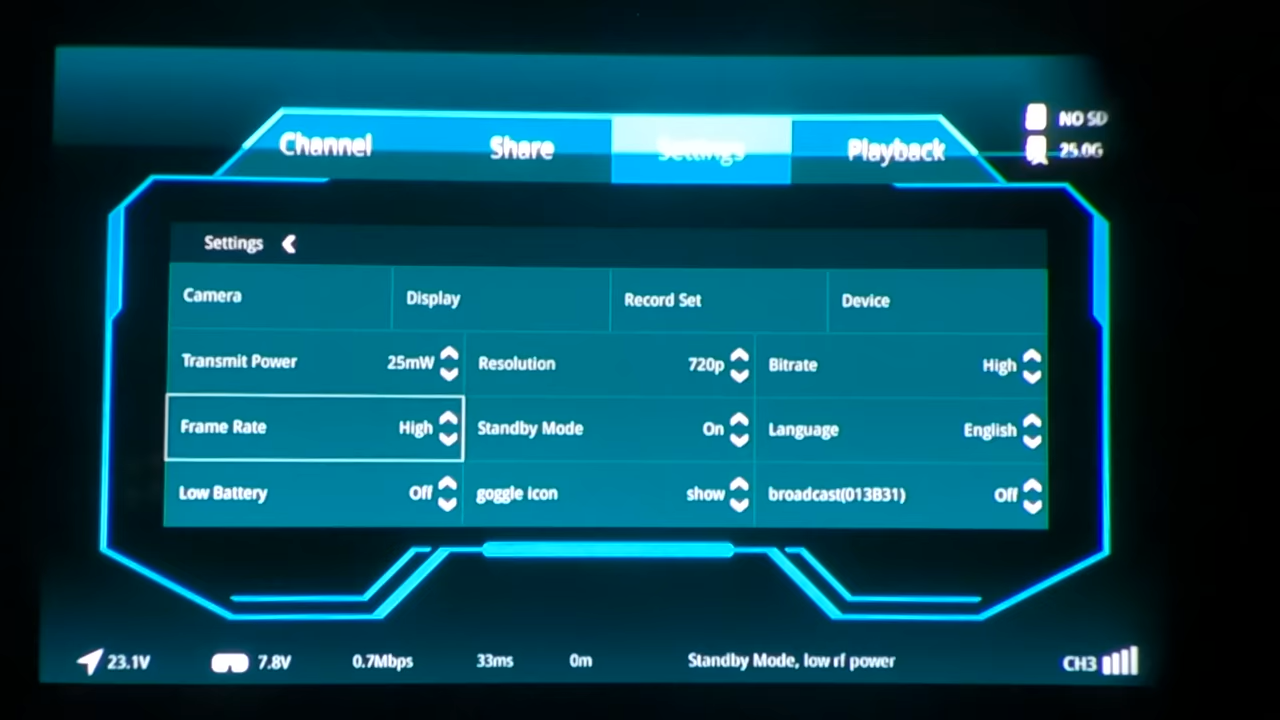 Channel Share Settings Playback
NO SD
25.0G
Settings
Camera Display Record Set Device
Transmit Power 25mW Resolution 720p Bitrate High
Frame Rate High Standby Mode On Language English
Low Battery Off goggle icon show broadcast(013B31) Off
23.1V 7.8V 0.7Mbps 33ms 0m Standby Mode, low rf power CH3